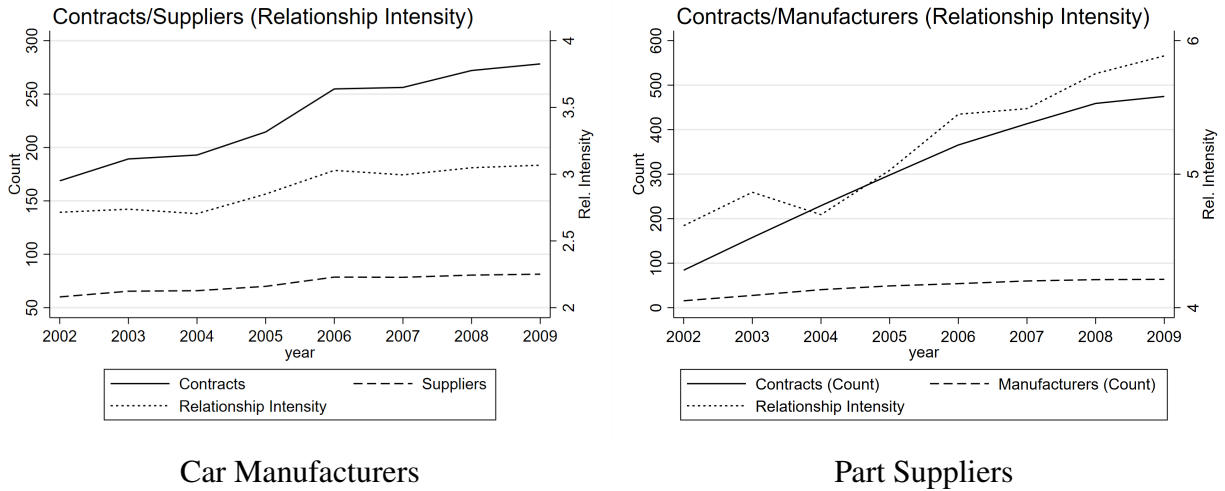 Contracts/Suppliers (Relationship Intensity)
300
250
200
150
100
50
Count
4
3.5
3
2.5
2
Rel. Intensity
2002 2003 2004 2005 2006 2007 2008 2009
year
Contracts Suppliers
Relationship Intensity
Car Manufacturers
Contracts/Manufacturers (Relationship Intensity)
600
500
400
300
200
100
0
Count
6
5
4
Rel. Intensity
2002 2003 2004 2005 2006 2007 2008 2009
year
Contracts (Count) Manufacturers (Count)
Relationship Intensity
Part Suppliers